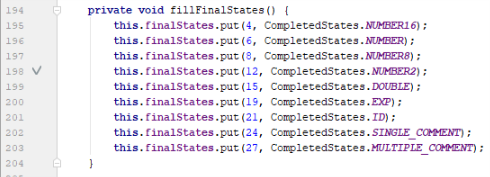 194 private void fillFinalStates() {
195 this.finalStates.put(4, CompletedStates.NUMBER16);
196 this.finalStates.put(6, CompletedStates.NUMBER);
197 this.finalStates.put(8, CompletedStates.NUMBER8);
198 this.finalStates.put(12, CompletedStates.NUMBER2);
199 this.finalStates.put(15, CompletedStates.DOUBLE);
200 this.finalStates.put(19, CompletedStates.EXP);
201 this.finalStates.put(21, CompletedStates.ID);
202 this.finalStates.put(24, CompletedStates.SINGLE_COMMENT);
203 this.finalStates.put(27, CompletedStates.MULTIPLE_COMMENT);
204 }